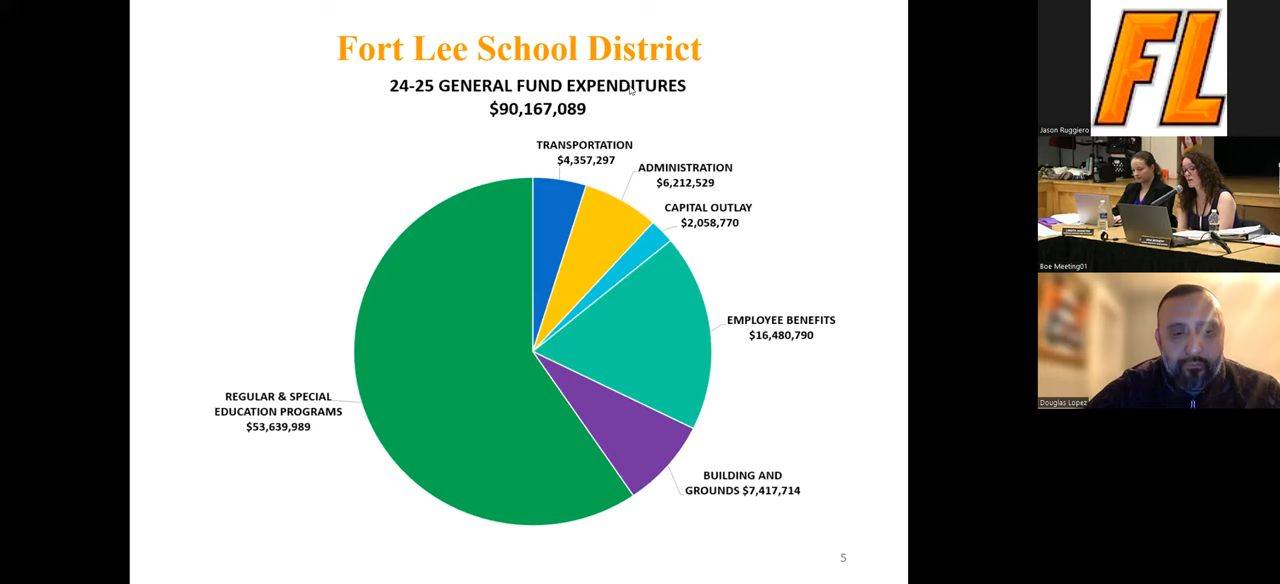 Fort Lee School District
24-25 GENERAL FUND EXPENDITURES
$90,167,089
TRANSPORTATION
$4,357,297
ADMINISTRATION
$6,212,529
CAPITAL OUTLAY
$2,058,770
EMPLOYEE BENEFITS
$16,480,790
BUILDING AND
GROUNDS $7,417,714
REGULAR & SPECIAL
EDUCATION PROGRAMS
$53,639,989
5
FL
Jason Ruggiero
Boe Meeting01
Douglas Lopez